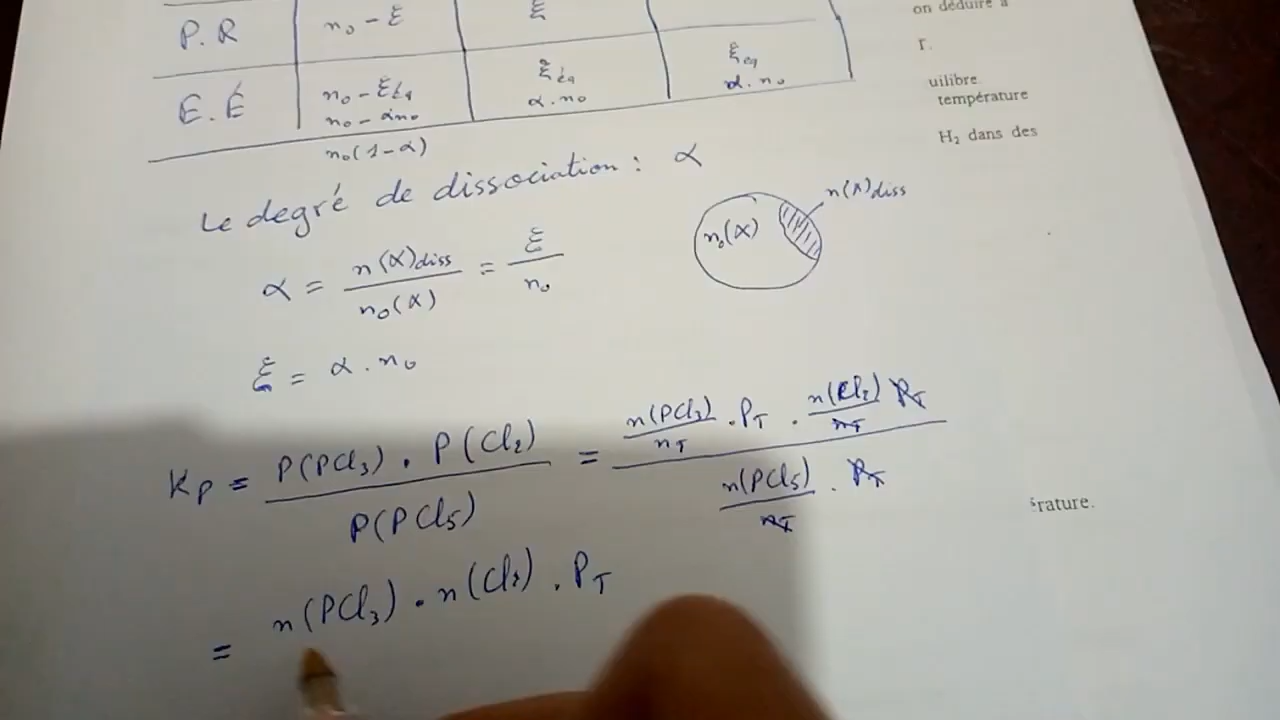 P.R n₀ - ξ ξ
E.É n₀ - ξéq ξéq ξéq
n₀ - αn₀ α.n₀ α.n₀
n₀(1-α)
Le degré de dissociation : α
n(X)diss
n₀(X)
α = n(X)diss / n₀(X) = ξ / n₀
ξ = α . n₀
Kp = P(PCl₃) . P(Cl₂) / P(PCl₅) = n(PCl₃)/nT . PT . n(Cl₂)/nT PT / n(PCl₅)/nT . PT
= n(PCl₃) . n(Cl₂) . PT
on déduire
r.
uilibre
température
H₂ dans des
érature.